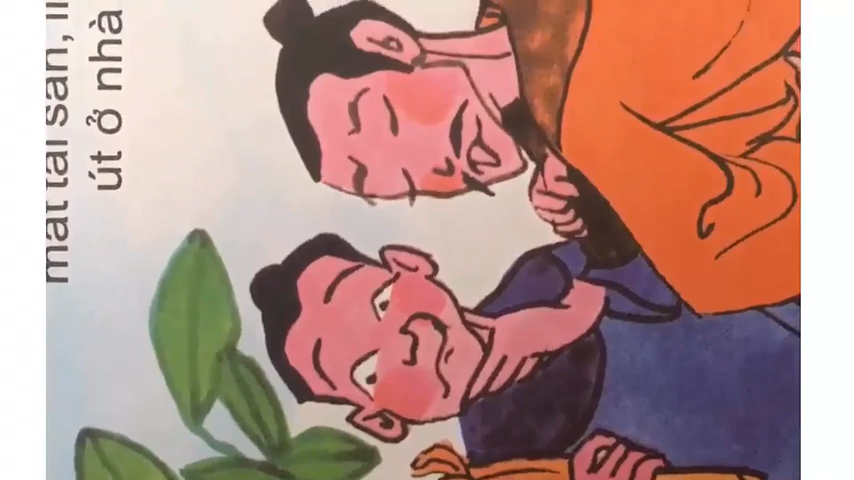 mất tài sản,
út ở nhà